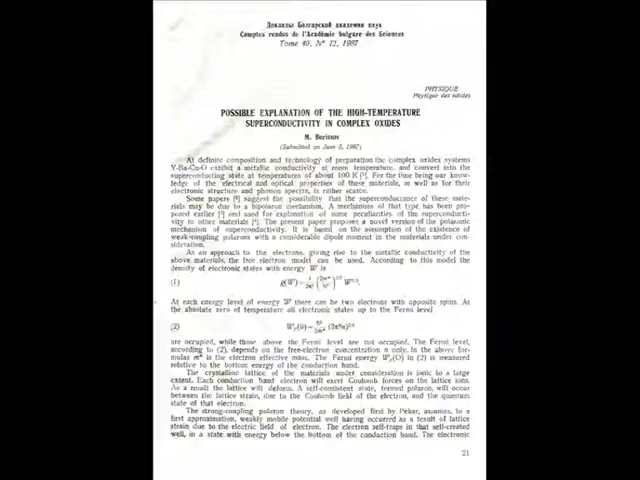 Доклады Болгарской академии наук
Comptes rendus de l'Académie bulgare des Sciences
Tome 40, № 12, 1987
PHYSIQUE
Physique des solides
POSSIBLE EXPLANATION OF THE HIGH-TEMPERATURE
SUPERCONDUCTIVITY IN COMPLEX OXIDES
M. Borissov
(Submitted on June 3, 1987)
At definite composition and technology of preparation the complex oxides systems
Y-Ba-Cu-O exhibit a metallic conductivity at room temperature, and convert into the
superconducting state at temperatures of about 100 K [1]. For the time being our know-
ledge of the electrical and optical properties of these materials, as well as for their
electronic structure and phonon spectra, is rather scarce.
Some papers suggest the possibility that the superconductance of these mate-
rials may be due to a bipolaron mechanism. A mechanism of this type has been pro-
posed earlier and used for explanation of some peculiarities of the superconducti-
vity in other materials. The present paper proposes a novel version of the polaronic
mechanism of superconductivity. It is based on the assumption of the existence of
weak-coupling polarons with a considerable dipole moment in the materials under con-
sideration.
As an approach to the electrons, giving rise to the metallic conductivity of the
above materials, the free electron model can be used. According to this model the
density of electronic states with energy W is
(1) g(W)= 
At each energy level of energy W there can be two electrons with opposite spins. At
the absolute zero of temperature all electronic states up to the Fermi level
(2) (3π²n)2/3
are occupied, while those above the Fermi level are not occupied. The Fermi level,
according to (2), depends on the free-electron concentration n only. In the above for-
mulas m* is the electron effective mass. The Fermi energy in (2) is measured
relative to the bottom energy of the conduction band.
The crystalline lattice of the materials under consideration is ionic to a large
extent. Each conduction band electron will exert Coulomb forces on the lattice ions.
As a result the lattice will deform. A self-consistent state, formed polaron, will occur
between the lattice strain, due to the Coulomb field of the electron, and the quantum
state of that electron.
The strong-coupling polaron theory, as developed first by Pekar, assumes, to a
first approximation, weakly mobile potential well having occurred as a result of lattice
strain due to the electric field of electron. The electron self-traps in that self-created
well, in a state with energy below the bottom of the conduction band. The electronic
21